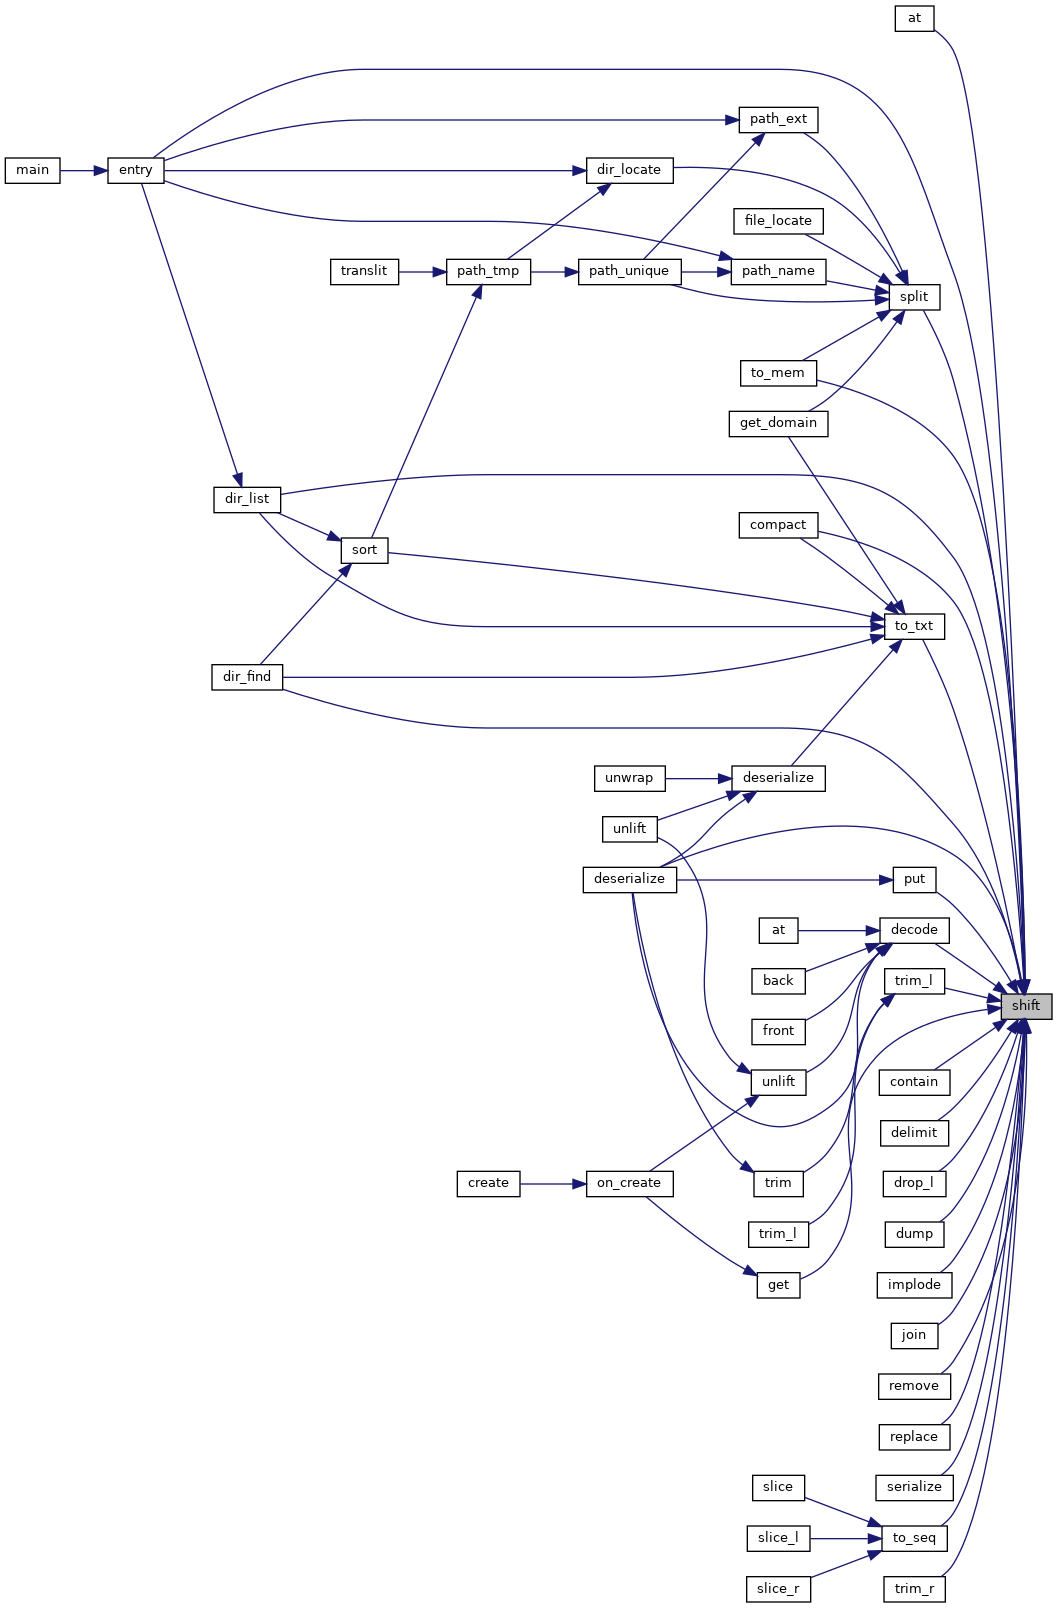 at
path_ext
main
entry
dir_locate
file_locate
translit
path_tmp
path_unique
path_name
split
to_mem
get_domain
dir_list
compact
sort
to_txt
dir_find
unwrap
deserialize
unlift
deserialize
put
at
decode
back
trim_l
shift
front
unlift
contain
delimit
create
on_create
trim
drop_l
trim_l
dump
get
implode
join
remove
replace
slice
serialize
slice_l
to_seq
slice_r
trim_r